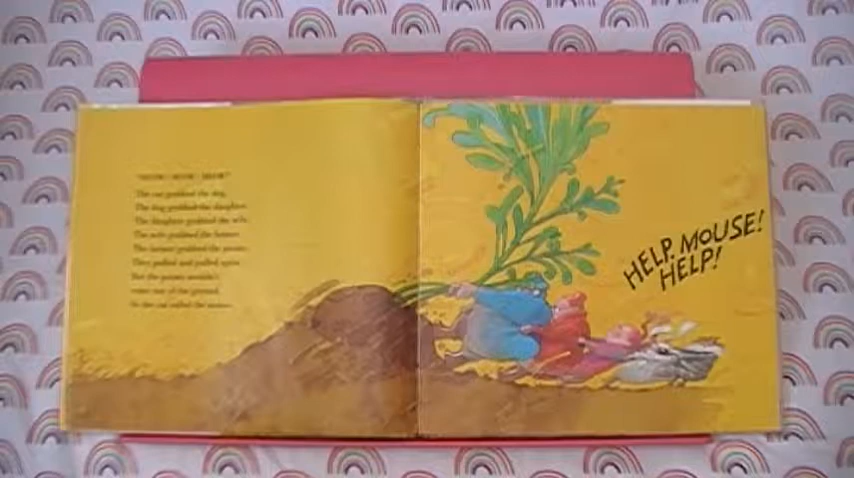 "MEOW! MEOW! MEOW!"
The cat grabbed the dog.
The dog grabbed the daughter.
The daughter grabbed the wife.
The wife grabbed the farmer.
The farmer grabbed the potato.
They pulled and pulled again.
But the potato wouldn't
come out of the ground.
So the cat called the mouse.
HELP, MOUSE!
HELP!